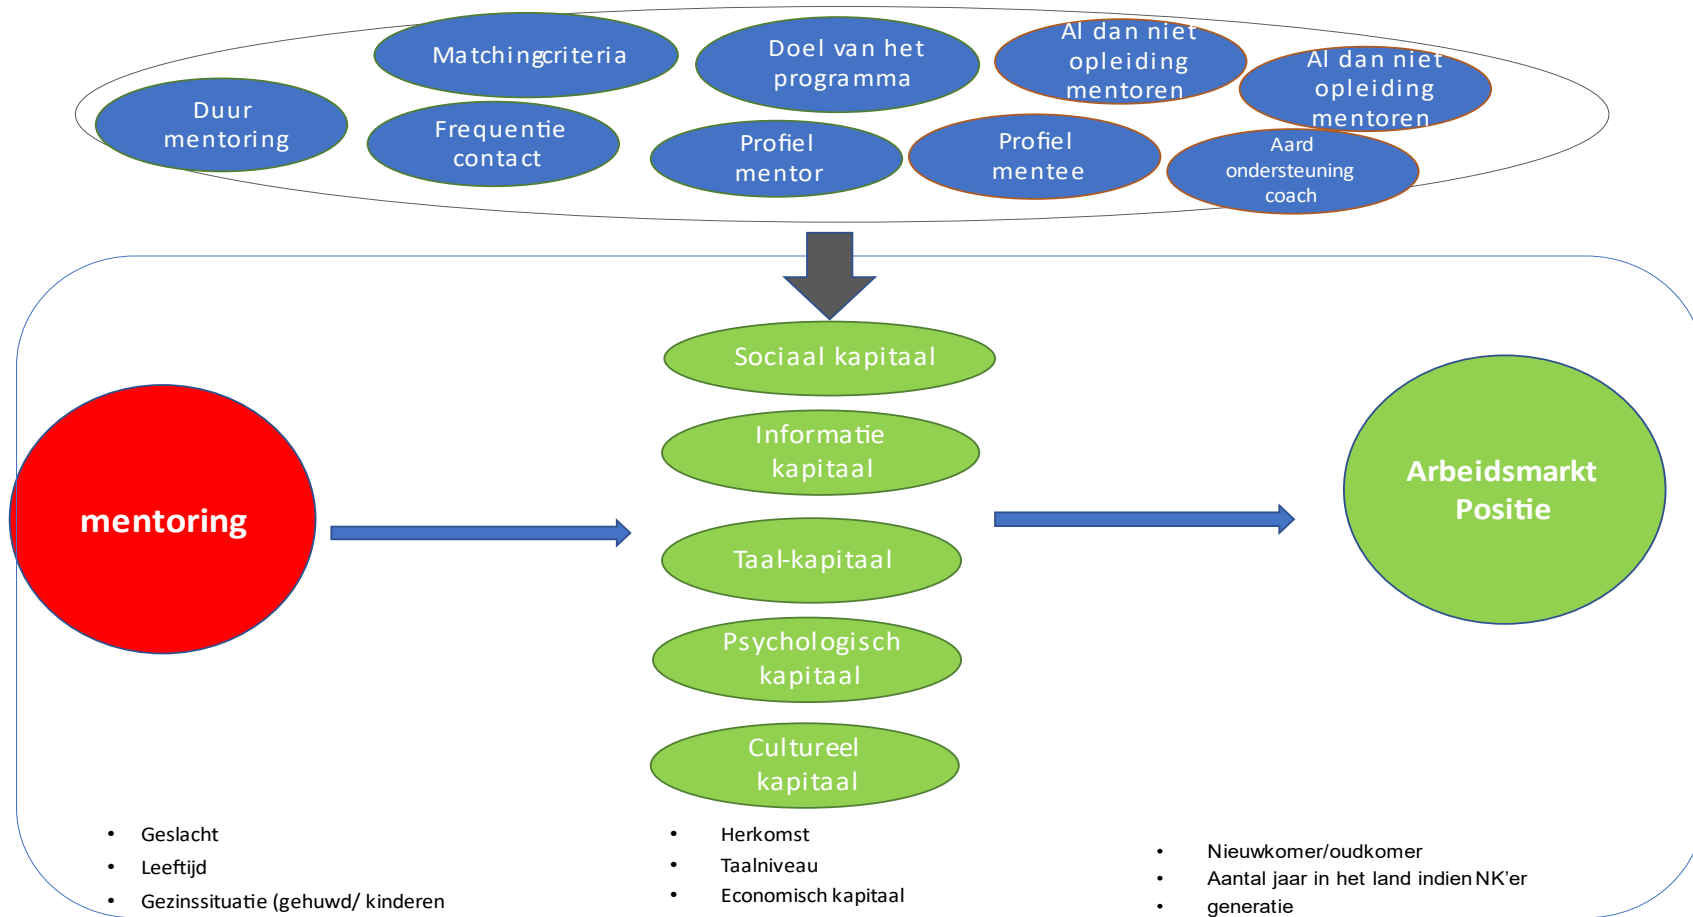 Matchingcriteria
Doel van het
programma
Al dan niet
opleiding
mentoren
Al dan niet
opleiding
mentoren
Duur
mentoring
Frequentie
contact
Profiel
mentor
Profiel
mentee
Aard
ondersteuning
coach
Sociaal kapitaal
Informatie
kapitaal
mentoring
Taal-kapitaal
Arbeidsmarkt
Positie
Psychologisch
kapitaal
Cultureel
kapitaal
• Geslacht
• Leeftijd
• Gezinssituatie (gehuwd/ kinderen
• Herkomst
• Taalniveau
• Economisch kapitaal
• Nieuwkomer/oudkomer
• Aantal jaar in het land indien NK'er
• generatie